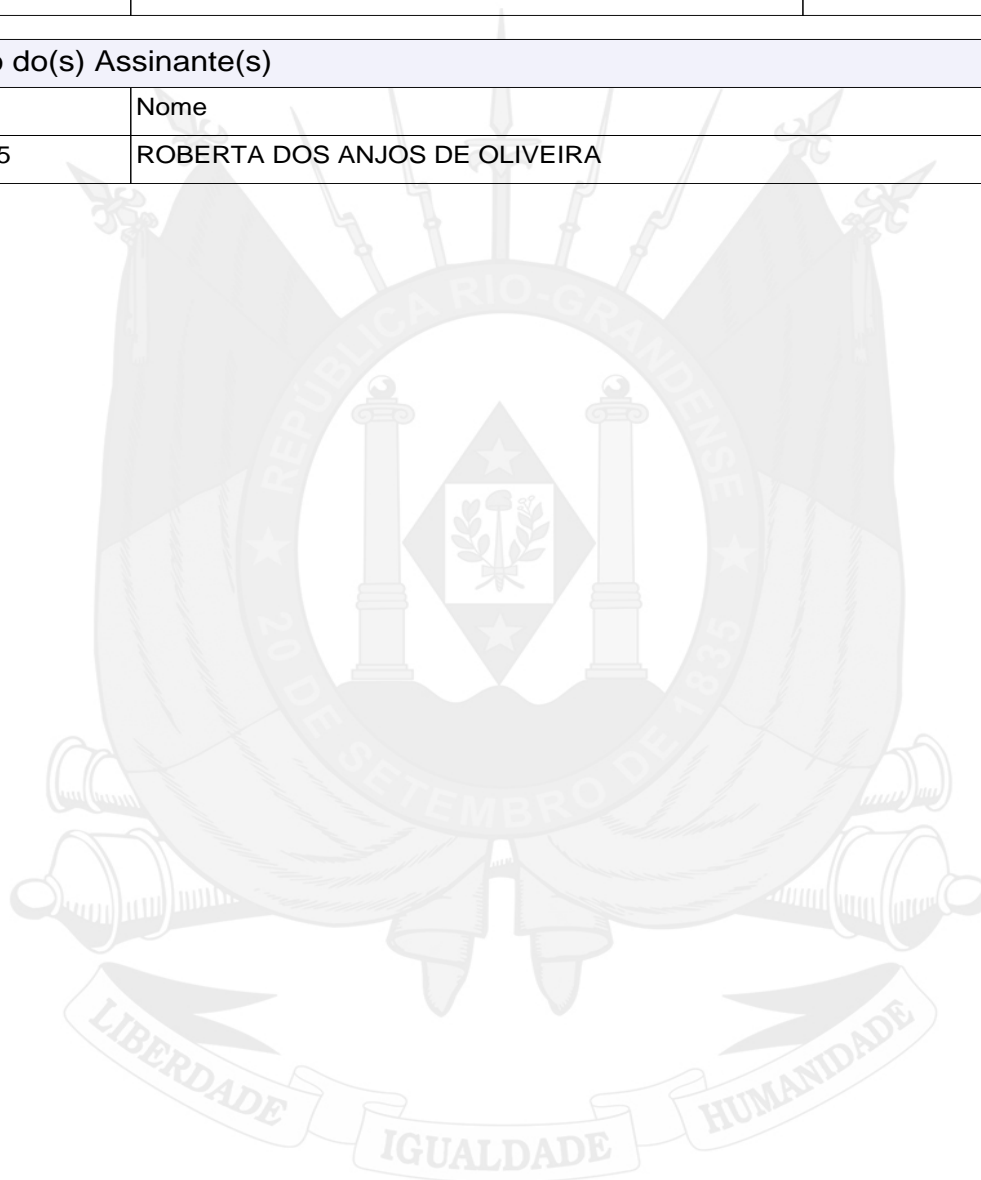 o do(s) Assinante(s)
Nome
5 ROBERTA DOS ANJOS DE OLIVEIRA
REPÚBLICA RIO-GRANDENSE
20 DE SETEMBRO DE 1835
LIBERDADE IGUALDADE HUMANIDADE